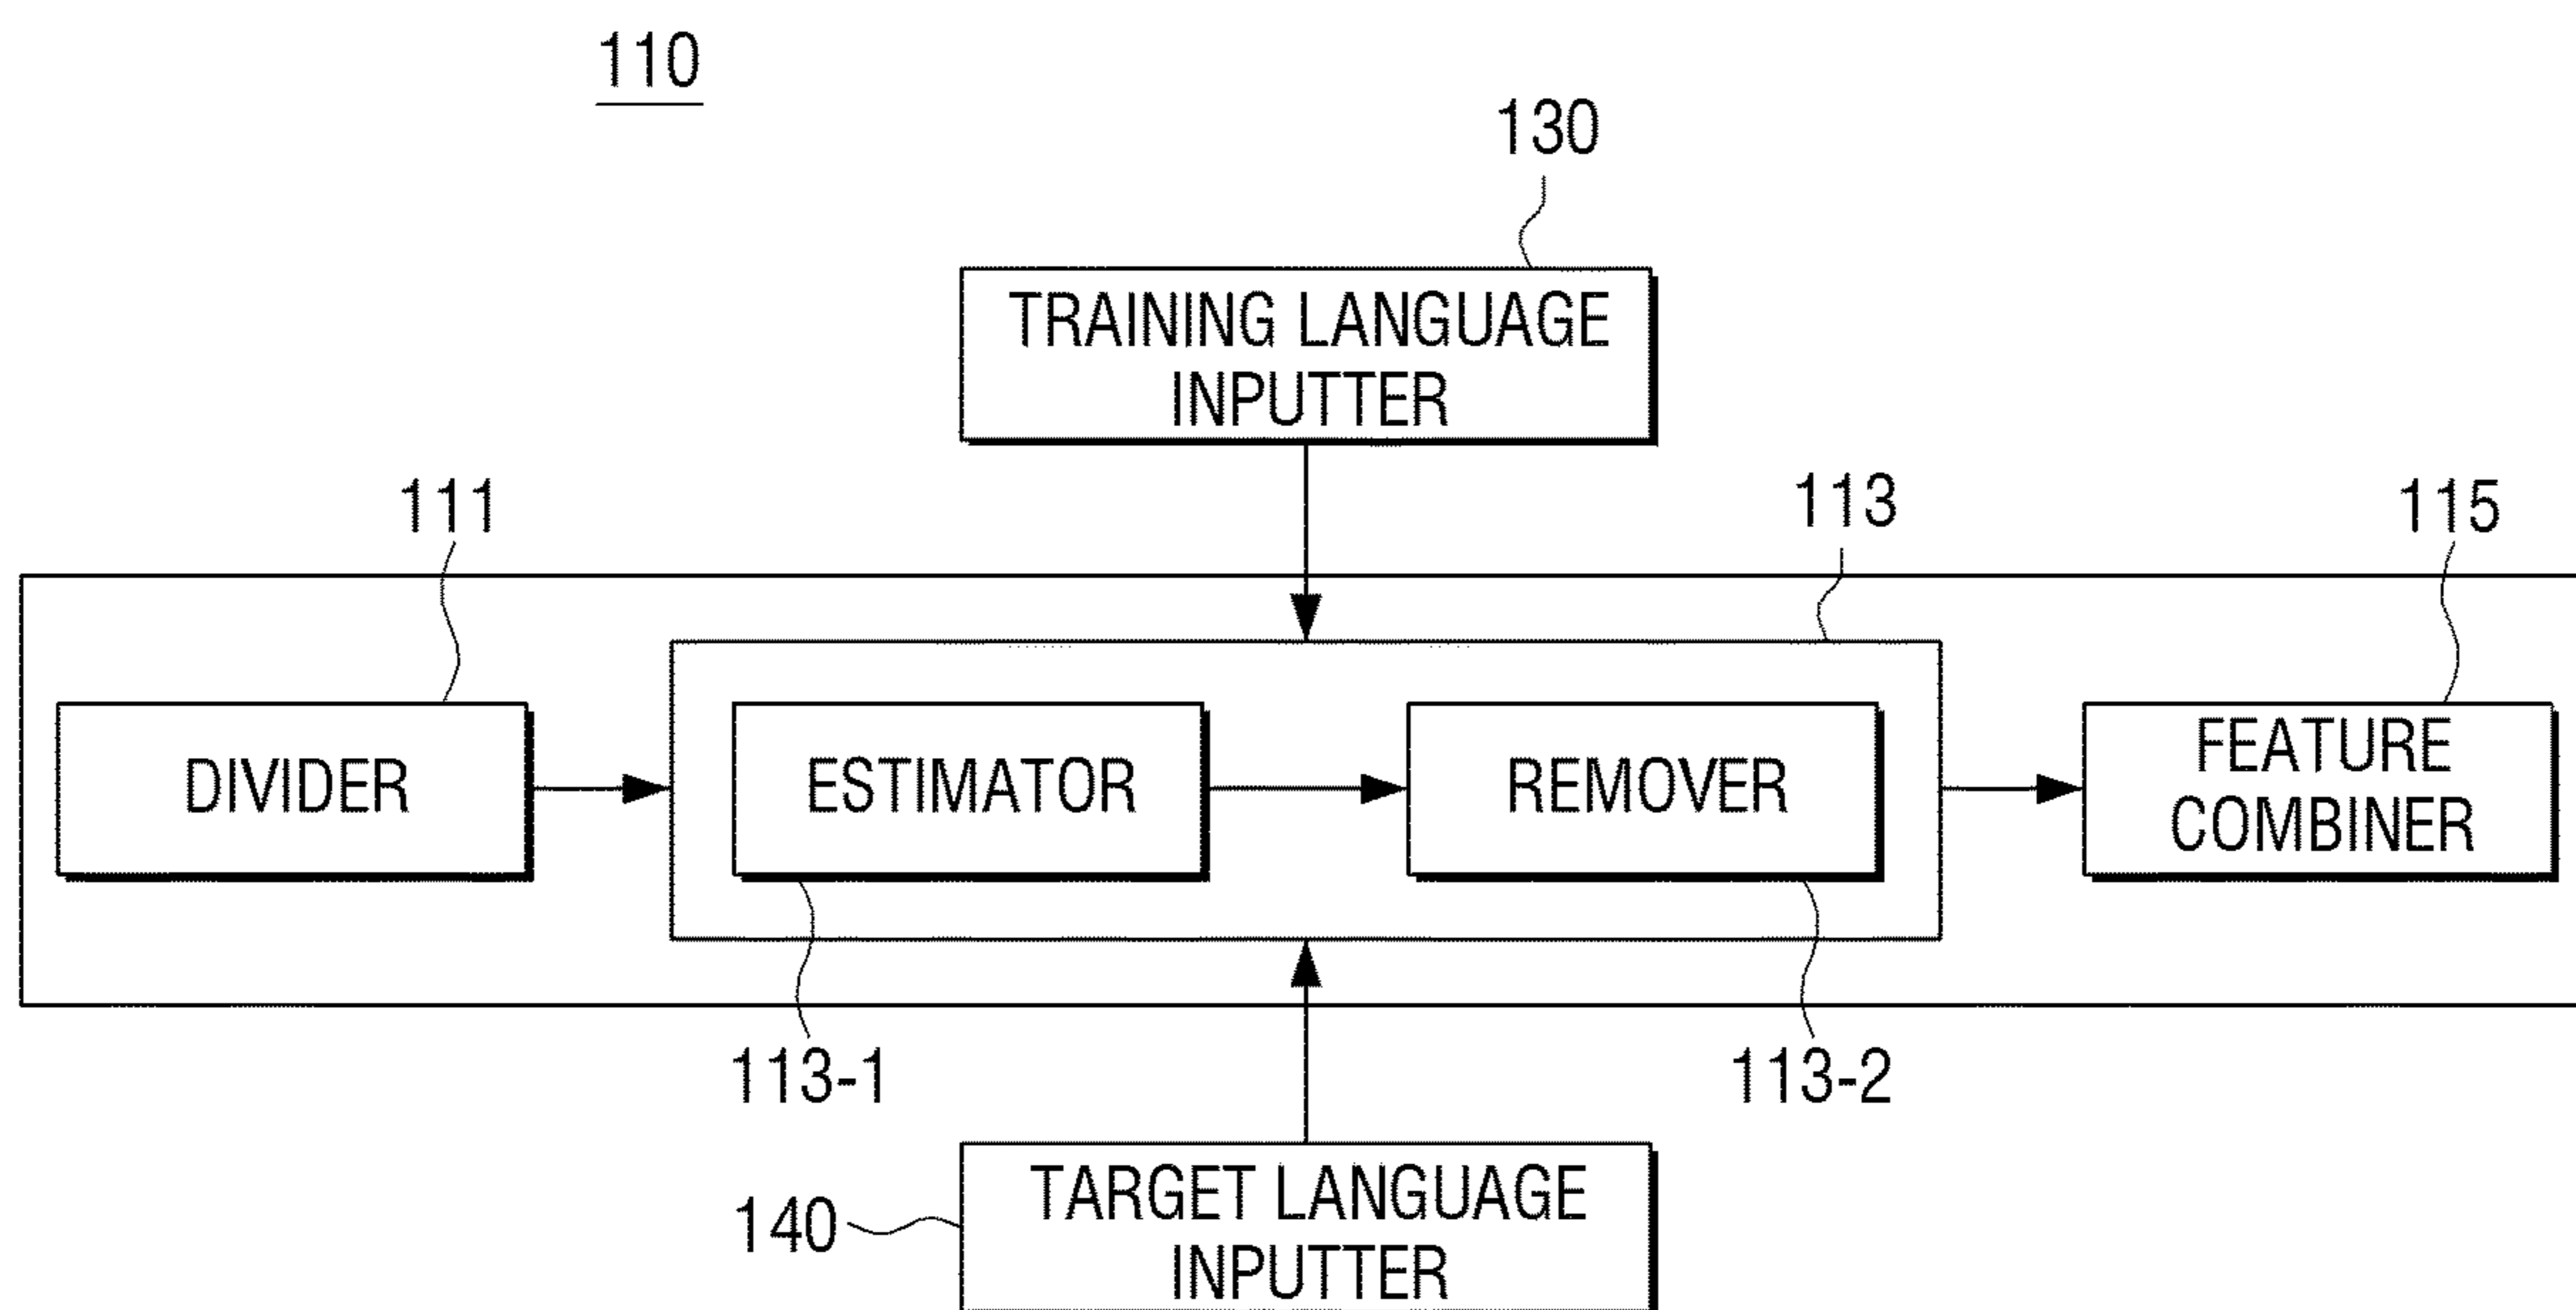 110
130
TRAINING LANGUAGE
INPUTTER
111
113
115
DIVIDER
ESTIMATOR
REMOVER
FEATURE
COMBINER
113-1
113-2
140
TARGET LANGUAGE
INPUTTER